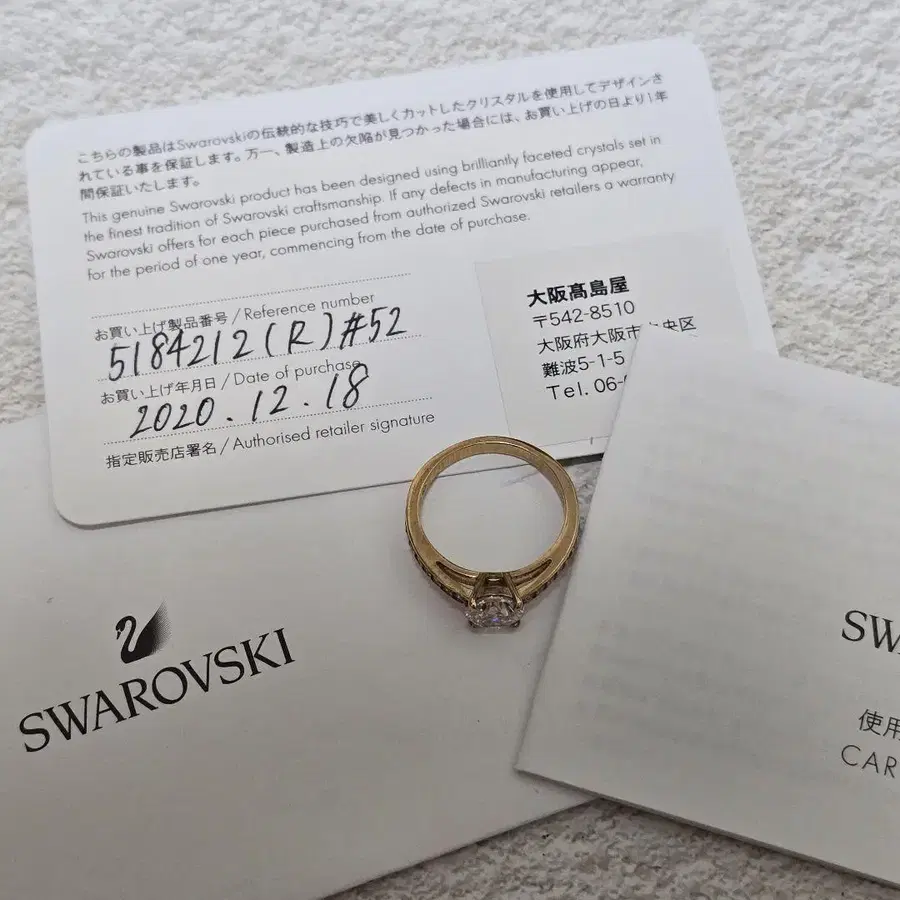 こちらの製品はSwarovskiの伝統的な技巧で美しくカットしたクリスタルを使用してデザインさ
れている事を保証します。万一、製造上の欠陥が見つかった場合には、お買い上げの日より1年
間保証いたします。
This genuine Swarovski product has been designed using brilliantly faceted crystals set in
the finest tradition of Swarovski craftsmanship. If any defects in manufacturing appear,
Swarovski offers for each piece purchased from authorized Swarovski retailers a warranty
for the period of one year, commencing from the date of purchase.
お買い上げ製品番号 / Reference number
5184212(R)#52
お買い上げ年月日 / Date of purchase
2020.12.18
指定販売店署名 / Authorised retailer signature
大阪髙島屋
〒542-8510
大阪府大阪市中央区
難波5-1-5
Tel. 06-
SWAROVSKI
SW
使用
CAR